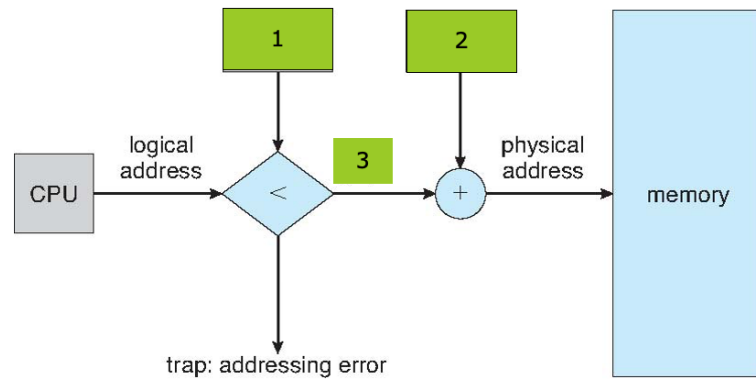 1
2
logical
address
3
physical
address
CPU
<
+
memory
trap: addressing error